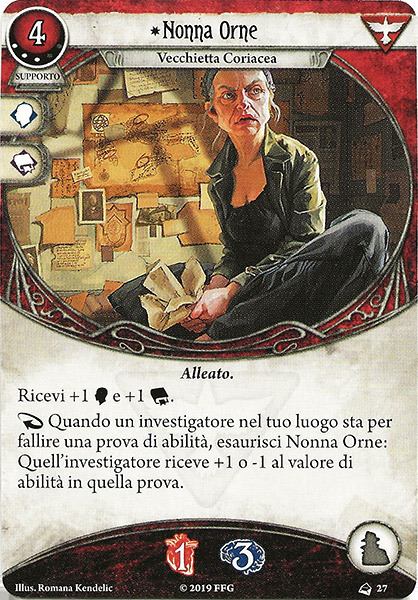 4
SUPPORTO
Nonna Orne
Vecchietta Coriacea
Alleato.
Ricevi +1 e +1 .
Quando un investigatore nel tuo luogo sta per
fallire una prova di abilità, esaurisci Nonna Orne:
Quell'investigatore riceve +1 o -1 al valore di
abilità in quella prova.
1 3
Illus. Romana Kendelic © 2019 FFG 27